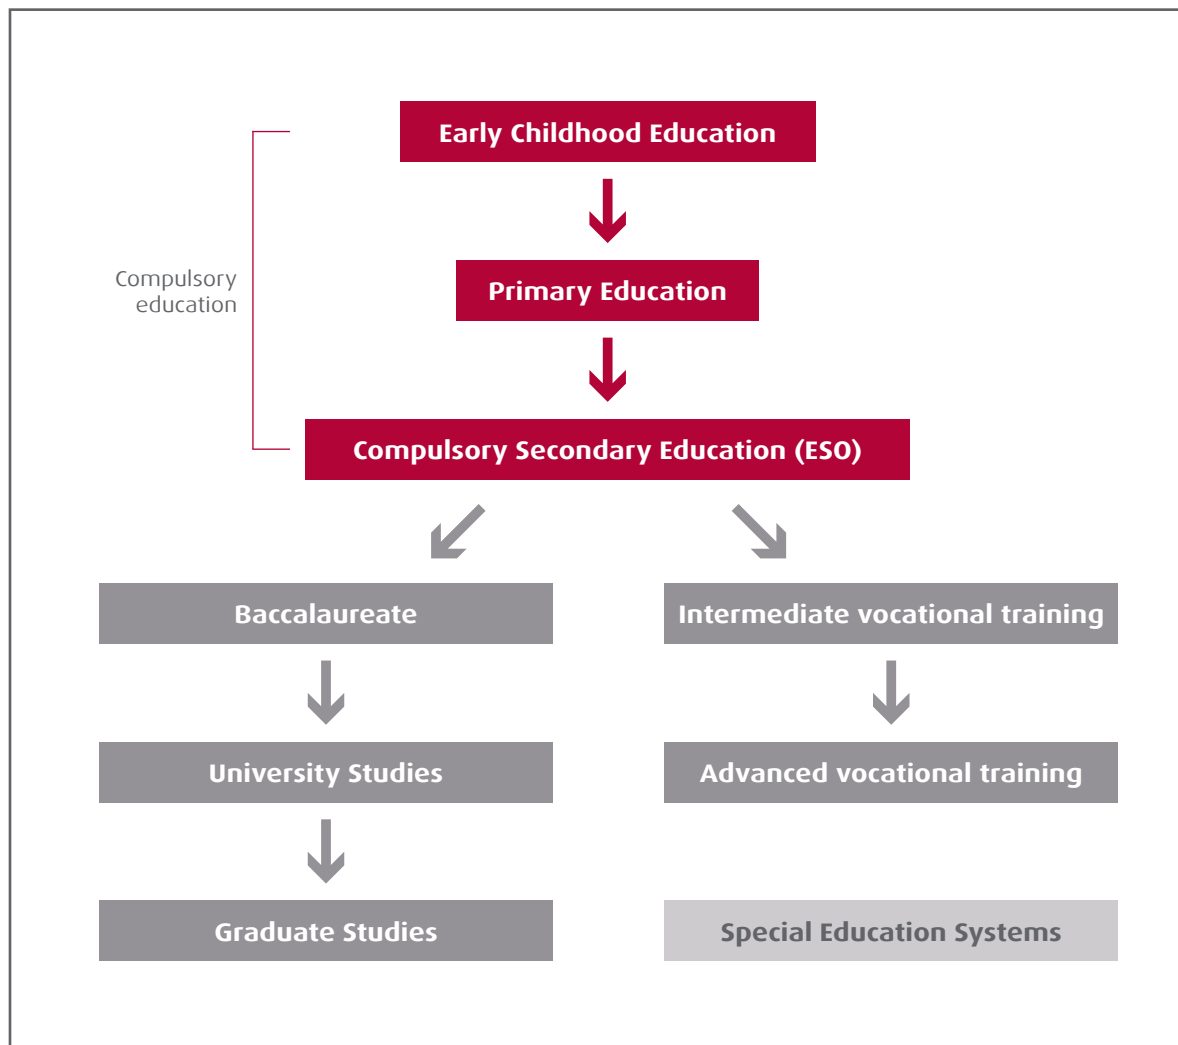 Early Childhood Education
Compulsory
education
Primary Education
Compulsory Secondary Education (ESO)
Baccalaureate
Intermediate vocational training
University Studies
Advanced vocational training
Graduate Studies
Special Education Systems